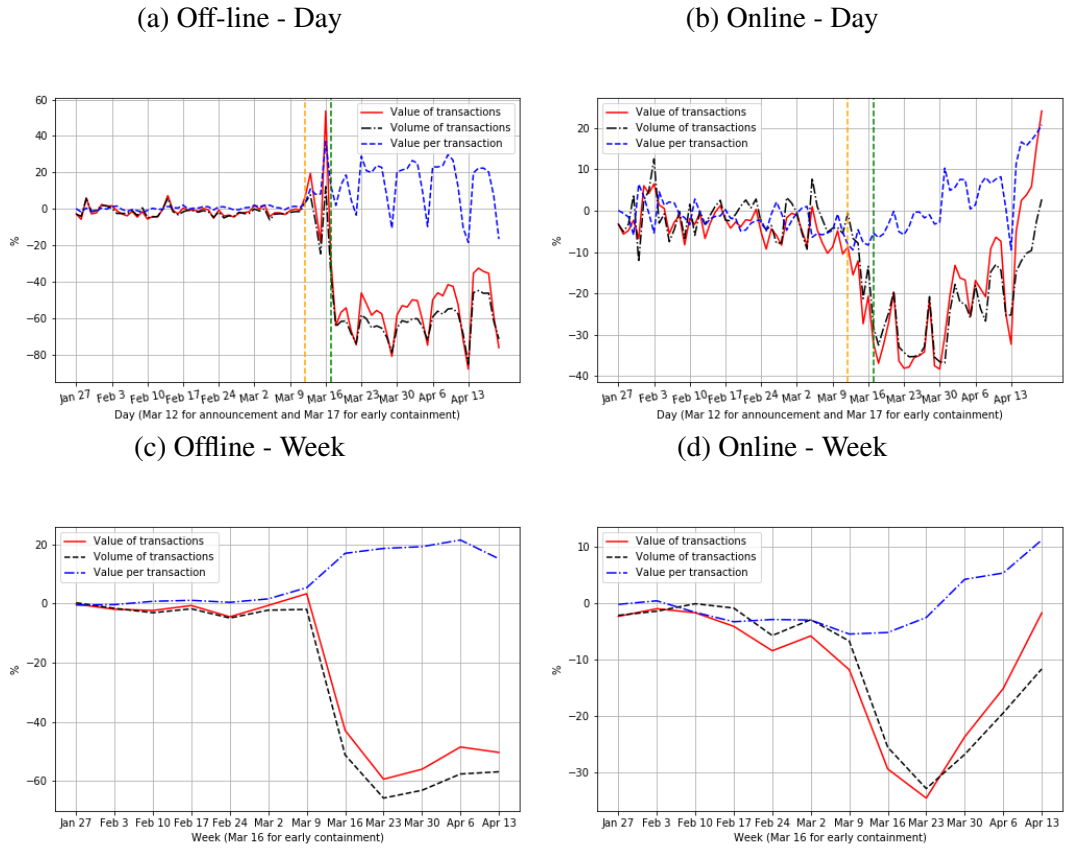 (a) Off-line - Day
60
40
20
0
−20
−40
−60
−80
%
Value of transactions
Volume of transactions
Value per transaction
Jan 27 Feb 3 Feb 10 Feb 17 Feb 24 Mar 2 Mar 9 Mar 16 Mar 23 Mar 30 Apr 6 Apr 13
Day (Mar 12 for announcement and Mar 17 for early containment)
(b) Online - Day
20
10
0
−10
−20
−30
−40
%
Value of transactions
Volume of transactions
Value per transaction
Jan 27 Feb 3 Feb 10 Feb 17 Feb 24 Mar 2 Mar 9 Mar 16 Mar 23 Mar 30 Apr 6 Apr 13
Day (Mar 12 for announcement and Mar 17 for early containment)
(c) Offline - Week
20
0
−20
−40
−60
%
Value of transactions
Volume of transactions
Value per transaction
Jan 27 Feb 3 Feb 10 Feb 17 Feb 24 Mar 2 Mar 9 Mar 16 Mar 23 Mar 30 Apr 6 Apr 13
Week (Mar 16 for early containment)
(d) Online - Week
10
0
−10
−20
−30
%
Value of transactions
Volume of transactions
Value per transaction
Jan 27 Feb 3 Feb 10 Feb 17 Feb 24 Mar 2 Mar 9 Mar 16 Mar 23 Mar 30 Apr 6 Apr 13
Week (Mar 16 for early containment)